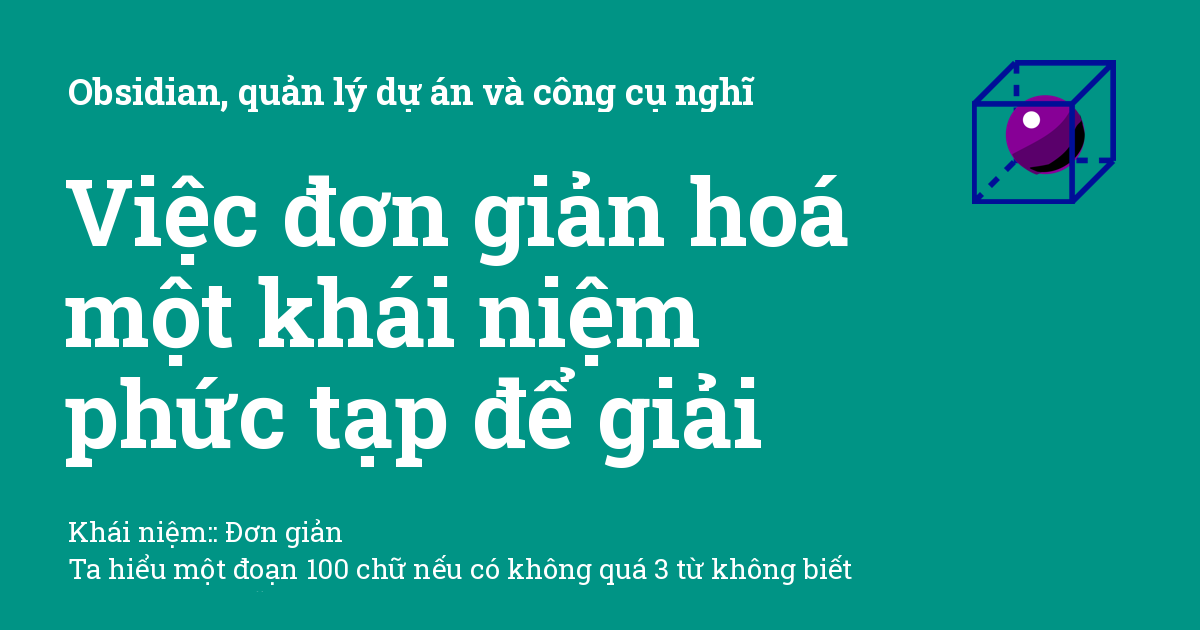 Obsidian, quản lý dự án và công cụ nghĩ
Việc đơn giản hoá
một khái niệm
phức tạp để giải
Khái niệm:: Đơn giản
Ta hiểu một đoạn 100 chữ nếu có không quá 3 từ không biết